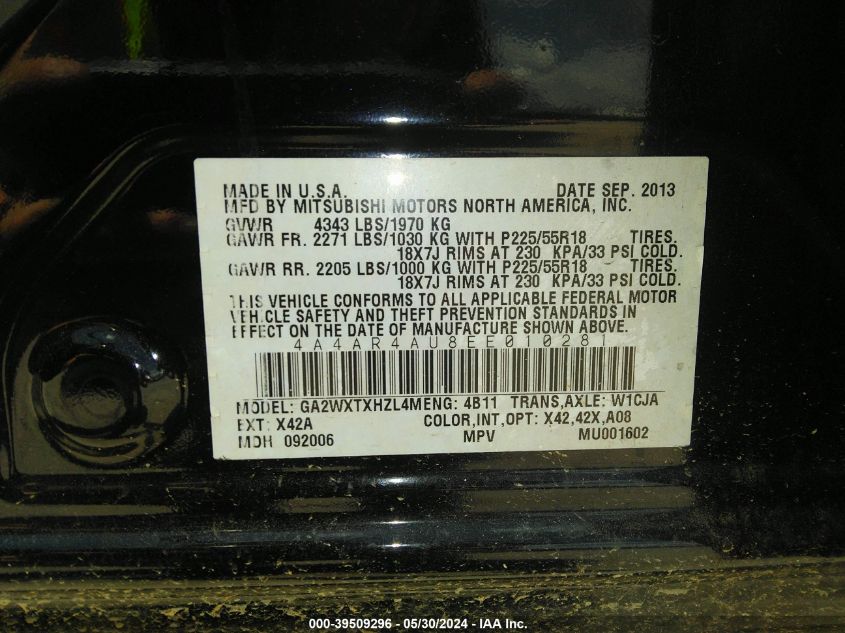 MADE IN U.S.A. DATE SEP. 2013
MFD BY MITSUBISHI MOTORS NORTH AMERICA, INC.
GVWR 4343 LBS/1970 KG
GAWR FR. 2271 LBS/1030 KG WITH P225/55R18 TIRES,
18X7J RIMS AT 230 KPA/33 PSI COLD.
GAWR RR. 2205 LBS/1000 KG WITH P225/55R18 TIRES,
18X7J RIMS AT 230 KPA/33 PSI COLD.
THIS VEHICLE CONFORMS TO ALL APPLICABLE FEDERAL MOTOR
VEHICLE SAFETY AND THEFT PREVENTION STANDARDS IN
EFFECT ON THE DATE OF MANUFACTURE SHOWN ABOVE.
4A4AR4AU8EE010281
MODEL: GA2WXTXHZL4MENG: 4B11 TRANS,AXLE: W1CJA
EXT: X42A COLOR,INT,OPT: X42,42X,A08
MDH 092006 MPV MU001602
000-39509296 - 05/30/2024 - IAA Inc.